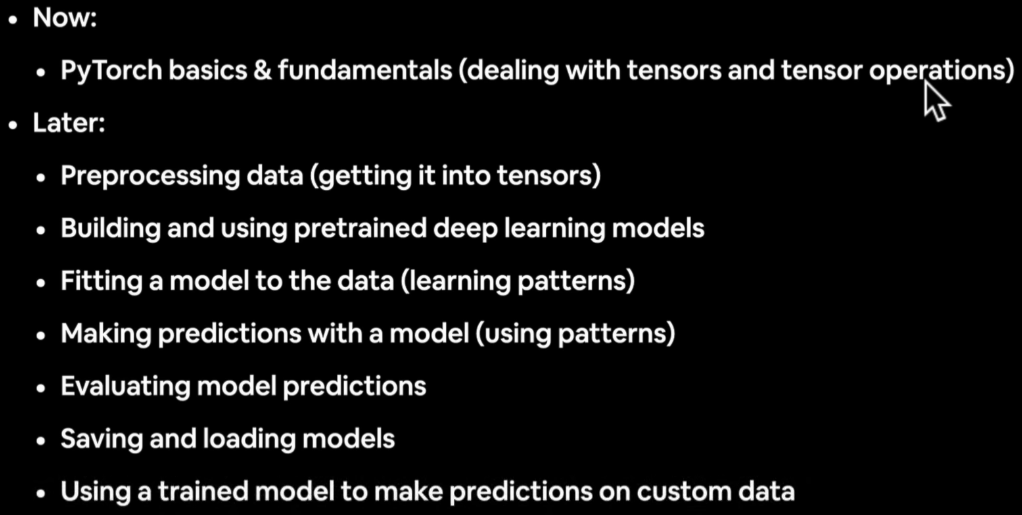 • Now:
• PyTorch basics & fundamentals (dealing with tensors and tensor operations)
• Later:
• Preprocessing data (getting it into tensors)
• Building and using pretrained deep learning models
• Fitting a model to the data (learning patterns)
• Making predictions with a model (using patterns)
• Evaluating model predictions
• Saving and loading models
• Using a trained model to make predictions on custom data